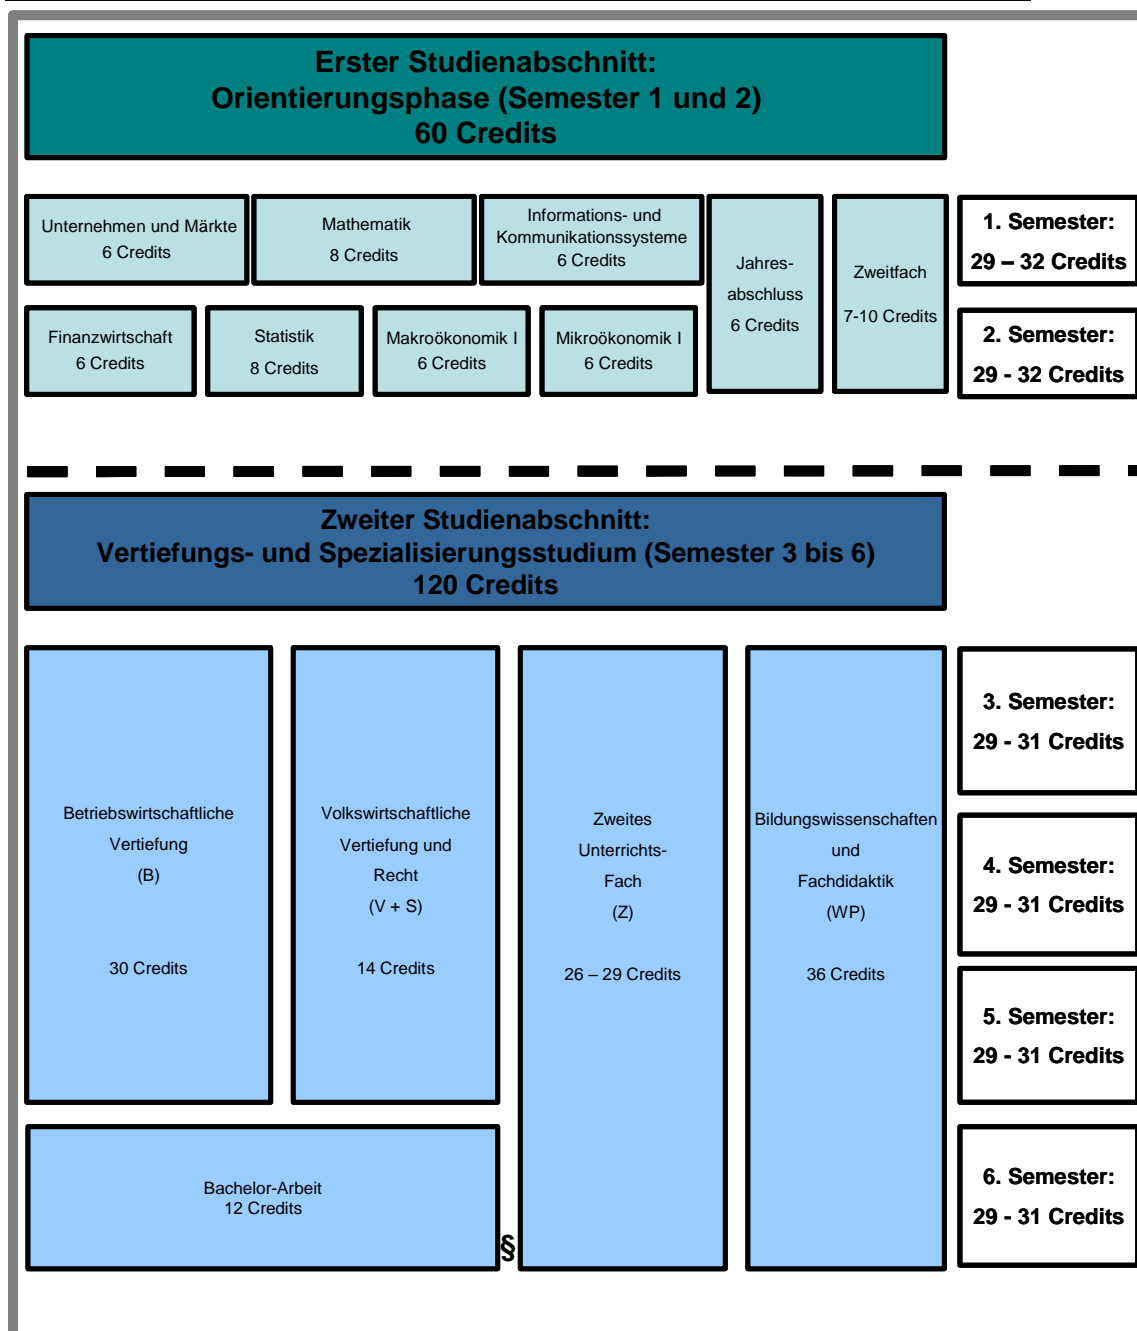 Erster Studienabschnitt:
Orientierungsphase (Semester 1 und 2)
60 Credits
Unternehmen und Märkte
6 Credits
Mathematik
8 Credits
Informations- und
Kommunikationssysteme
6 Credits
Jahres-
abschluss
6 Credits
Zweitfach
7-10 Credits
1. Semester:
29 – 32 Credits
Finanzwirtschaft
6 Credits
Statistik
8 Credits
Makroökonomik I
6 Credits
Mikroökonomik I
6 Credits
2. Semester:
29 - 32 Credits
Zweiter Studienabschnitt:
Vertiefungs- und Spezialisierungsstudium (Semester 3 bis 6)
120 Credits
Betriebswirtschaftliche
Vertiefung
(B)
30 Credits
Volkswirtschaftliche
Vertiefung und
Recht
(V + S)
14 Credits
Zweites
Unterrichts-
Fach
(Z)
26 – 29 Credits
Bildungswissenschaften
und
Fachdidaktik
(WP)
36 Credits
3. Semester:
29 - 31 Credits
4. Semester:
29 - 31 Credits
5. Semester:
29 - 31 Credits
Bachelor-Arbeit
12 Credits
§
6. Semester:
29 - 31 Credits